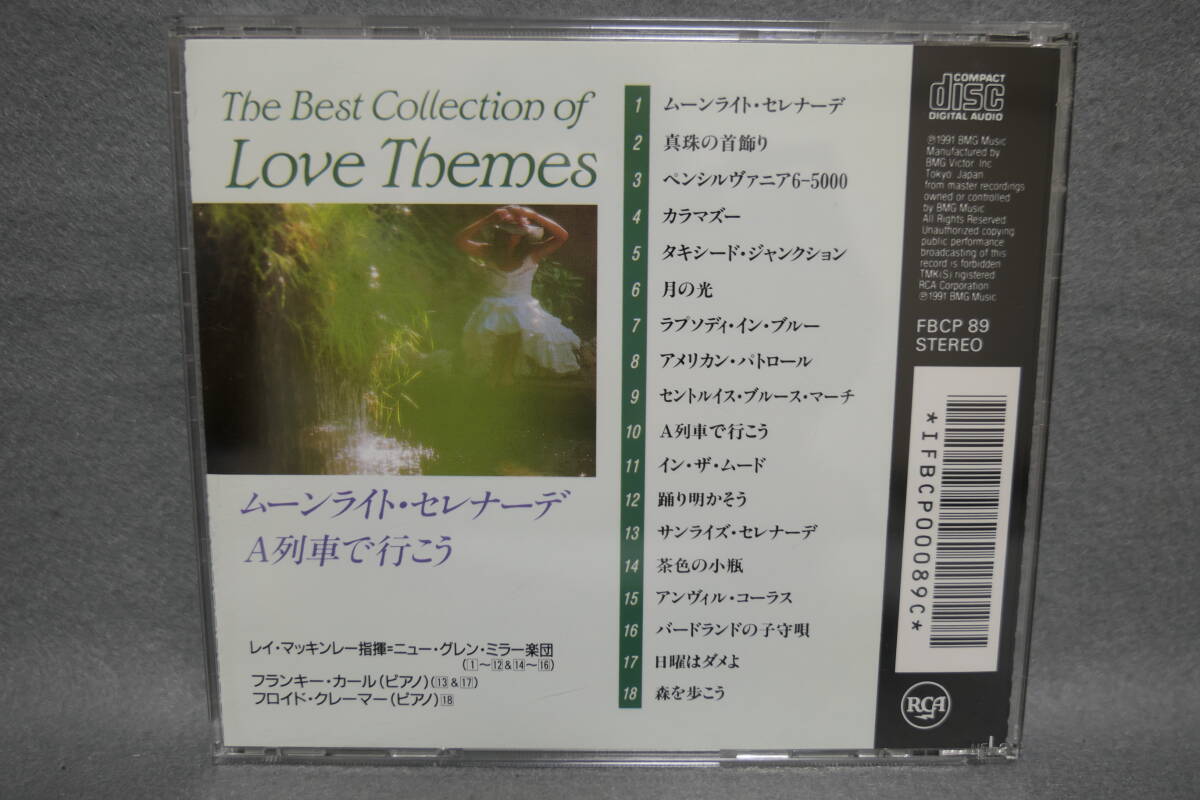 The Best Collection of
Love Themes
ムーンライト・セレナーデ
A列車で行こう
レイ・マッキンレー指揮=ニュー・グレン・ミラー楽団
(①～⑫&⑭～⑯)
フランキー・カール(ピアノ)(⑬&⑰)
フロイド・クレーマー(ピアノ)⑱
1 ムーンライト・セレナーデ
2 真珠の首飾り
3 ペンシルヴァニア6-5000
4 カラマズー
5 タキシード・ジャンクション
6 月の光
7 ラプソディ・イン・ブルー
8 アメリカン・パトロール
9 セントルイス・ブルース・マーチ
10 A列車で行こう
11 イン・ザ・ムード
12 踊り明かそう
13 サンライズ・セレナーデ
14 茶色の小瓶
15 アンヴィル・コーラス
16 バードランドの子守唄
17 日曜はダメよ
18 森を歩こう
COMPACT
disc
DIGITAL AUDIO
℗1991 BMG Music
Manufactured by
BMG Victor Inc
Tokyo Japan
from master recordings
owned or controlled
by BMG Music
All Rights Reserved
Unauthorized copying
public performance
broadcasting of this
record is forbidden
TMK(S) rigistered
RCA Corporation
℗1991 BMG Music
FBCP 89
STEREO
*IFBCP00089C*
RCA